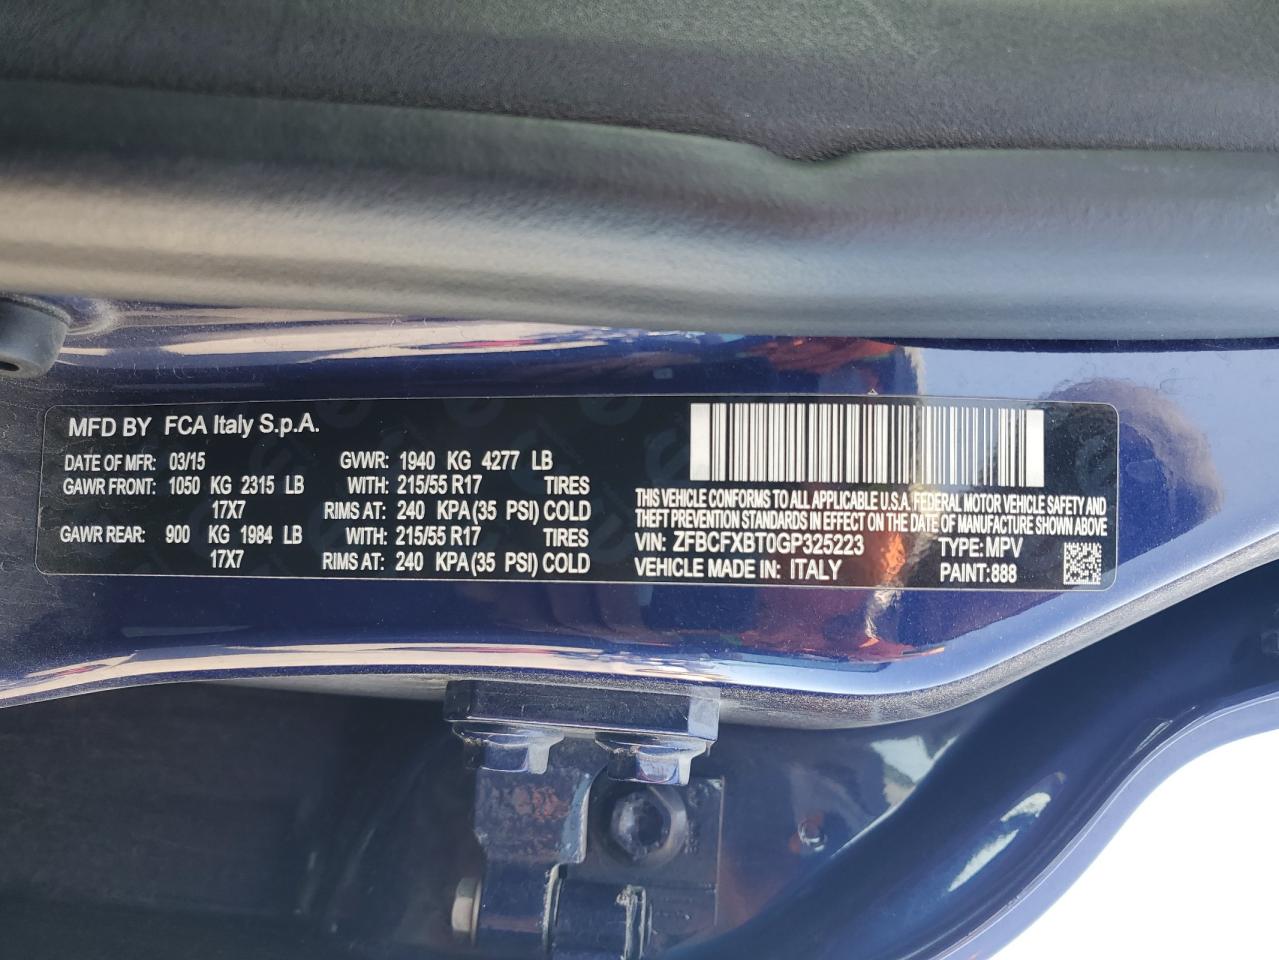 MFD BY FCA Italy S.p.A.
DATE OF MFR: 03/15 GVWR: 1940 KG 4277 LB
GAWR FRONT: 1050 KG 2315 LB WITH: 215/55 R17 TIRES
17X7 RIMS AT: 240 KPA(35 PSI) COLD
GAWR REAR: 900 KG 1984 LB WITH: 215/55 R17 TIRES
17X7 RIMS AT: 240 KPA(35 PSI) COLD
THIS VEHICLE CONFORMS TO ALL APPLICABLE U.S.A. FEDERAL MOTOR VEHICLE SAFETY AND
THEFT PREVENTION STANDARDS IN EFFECT ON THE DATE OF MANUFACTURE SHOWN ABOVE
VIN: ZFBCFXBT0GP325223 TYPE: MPV
VEHICLE MADE IN: ITALY PAINT:888